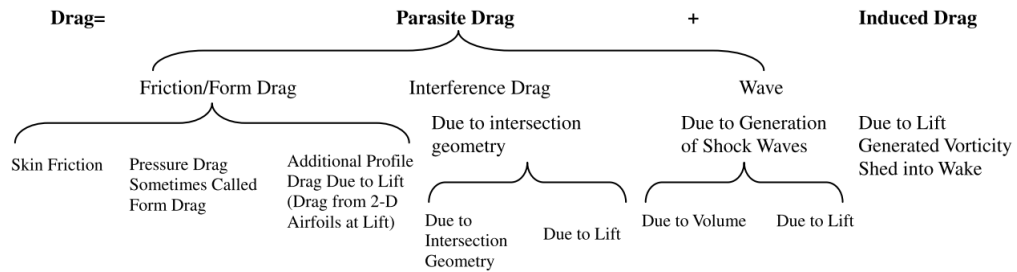 Drag= Parasite Drag + Induced Drag
Friction/Form Drag
Interference Drag
Wave
Due to intersection
geometry
Due to Generation
of Shock Waves
Due to Lift
Generated Vorticity
Shed into Wake
Skin Friction
Pressure Drag
Sometimes Called
Form Drag
Additional Profile
Drag Due to Lift
(Drag from 2-D
Airfoils at Lift)
Due to
Intersection
Geometry
Due to Lift
Due to Volume
Due to Lift